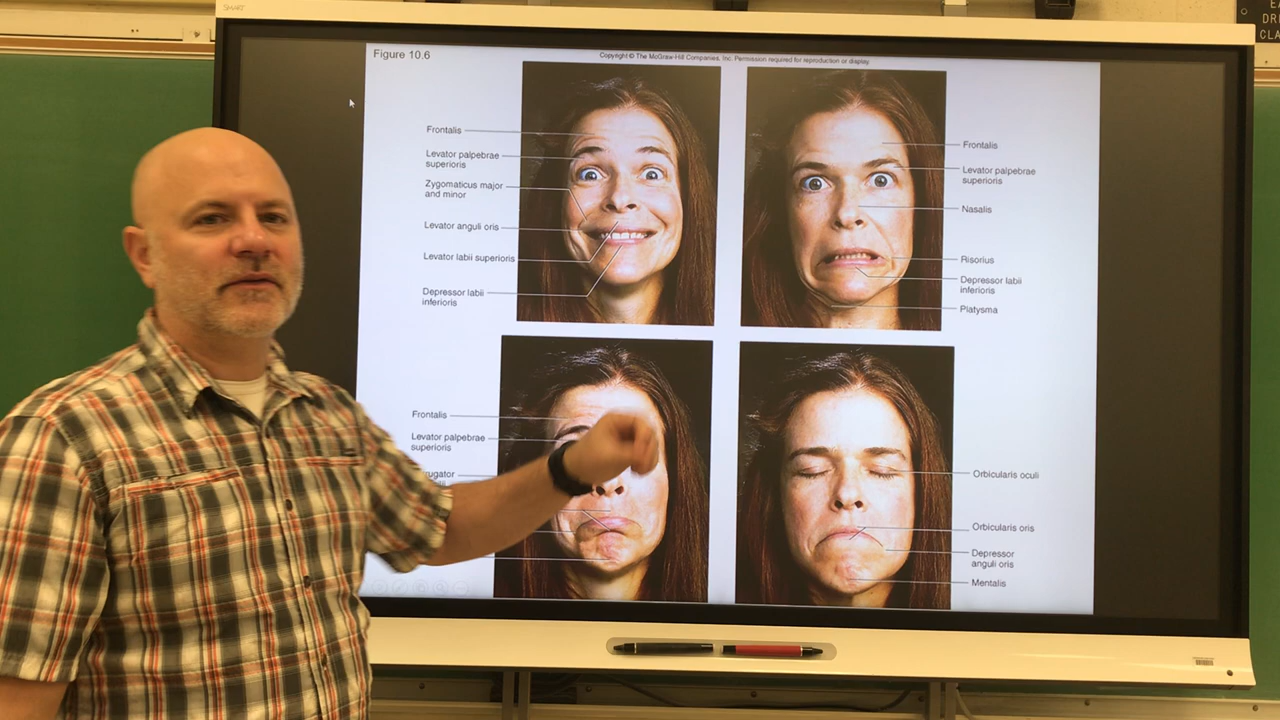 SMART
Figure 10.6
Copyright © The McGraw-Hill Companies, Inc. Permission required for reproduction or display.
Frontalis
Levator palpebrae
superioris
Zygomaticus major
and minor
Levator anguli oris
Levator labii superioris
Depressor labii
inferioris
Frontalis
Levator palpebrae
superioris
Nasalis
Risorius
Depressor labii
inferioris
Platysma
Frontalis
Levator palpebrae
superioris
rugator
Orbicularis oculi
Orbicularis oris
Depressor
anguli oris
Mentalis